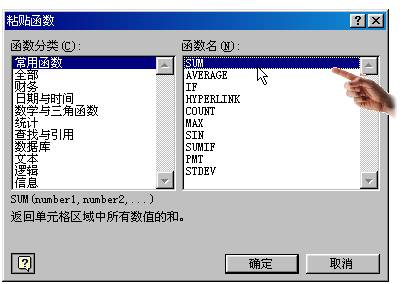 粘贴函数
函数分类(C):
函数名(N):
常用函数
全部
财务
日期与时间
数学与三角函数
统计
查找与引用
数据库
文本
逻辑
信息
SUM
AVERAGE
IF
HYPERLINK
COUNT
MAX
SIN
SUMIF
PMT
STDEV
SUM(number1,number2,...)
返回单元格区域中所有数值的和。
确定
取消